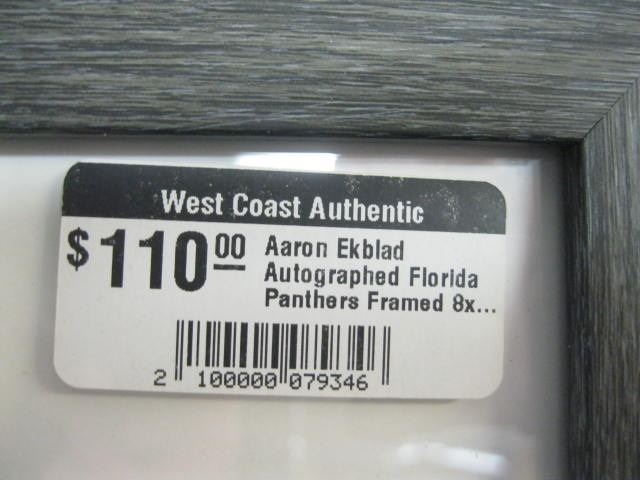 West Coast Authentic
$110.00 Aaron Ekblad
Autographed Florida
Panthers Framed 8x...
2 100000 079346